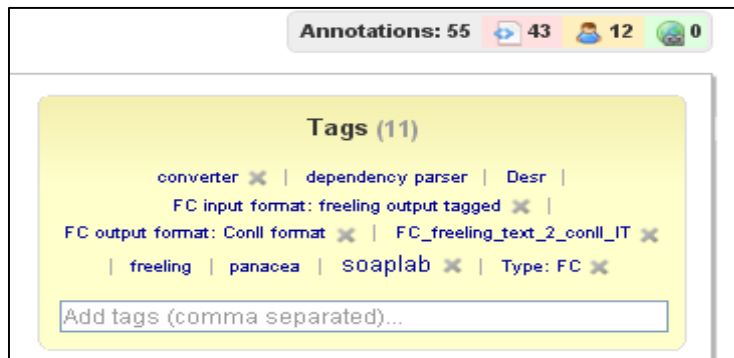 Annotations: 55 43 12 0
Tags (11)
converter | dependency parser | Desr |
FC input format: freeling output tagged |
FC output format: Conll format | FC_freeling_text_2_conll_IT
| freeling | panacea | soaplab | Type: FC
Add tags (comma separated)...